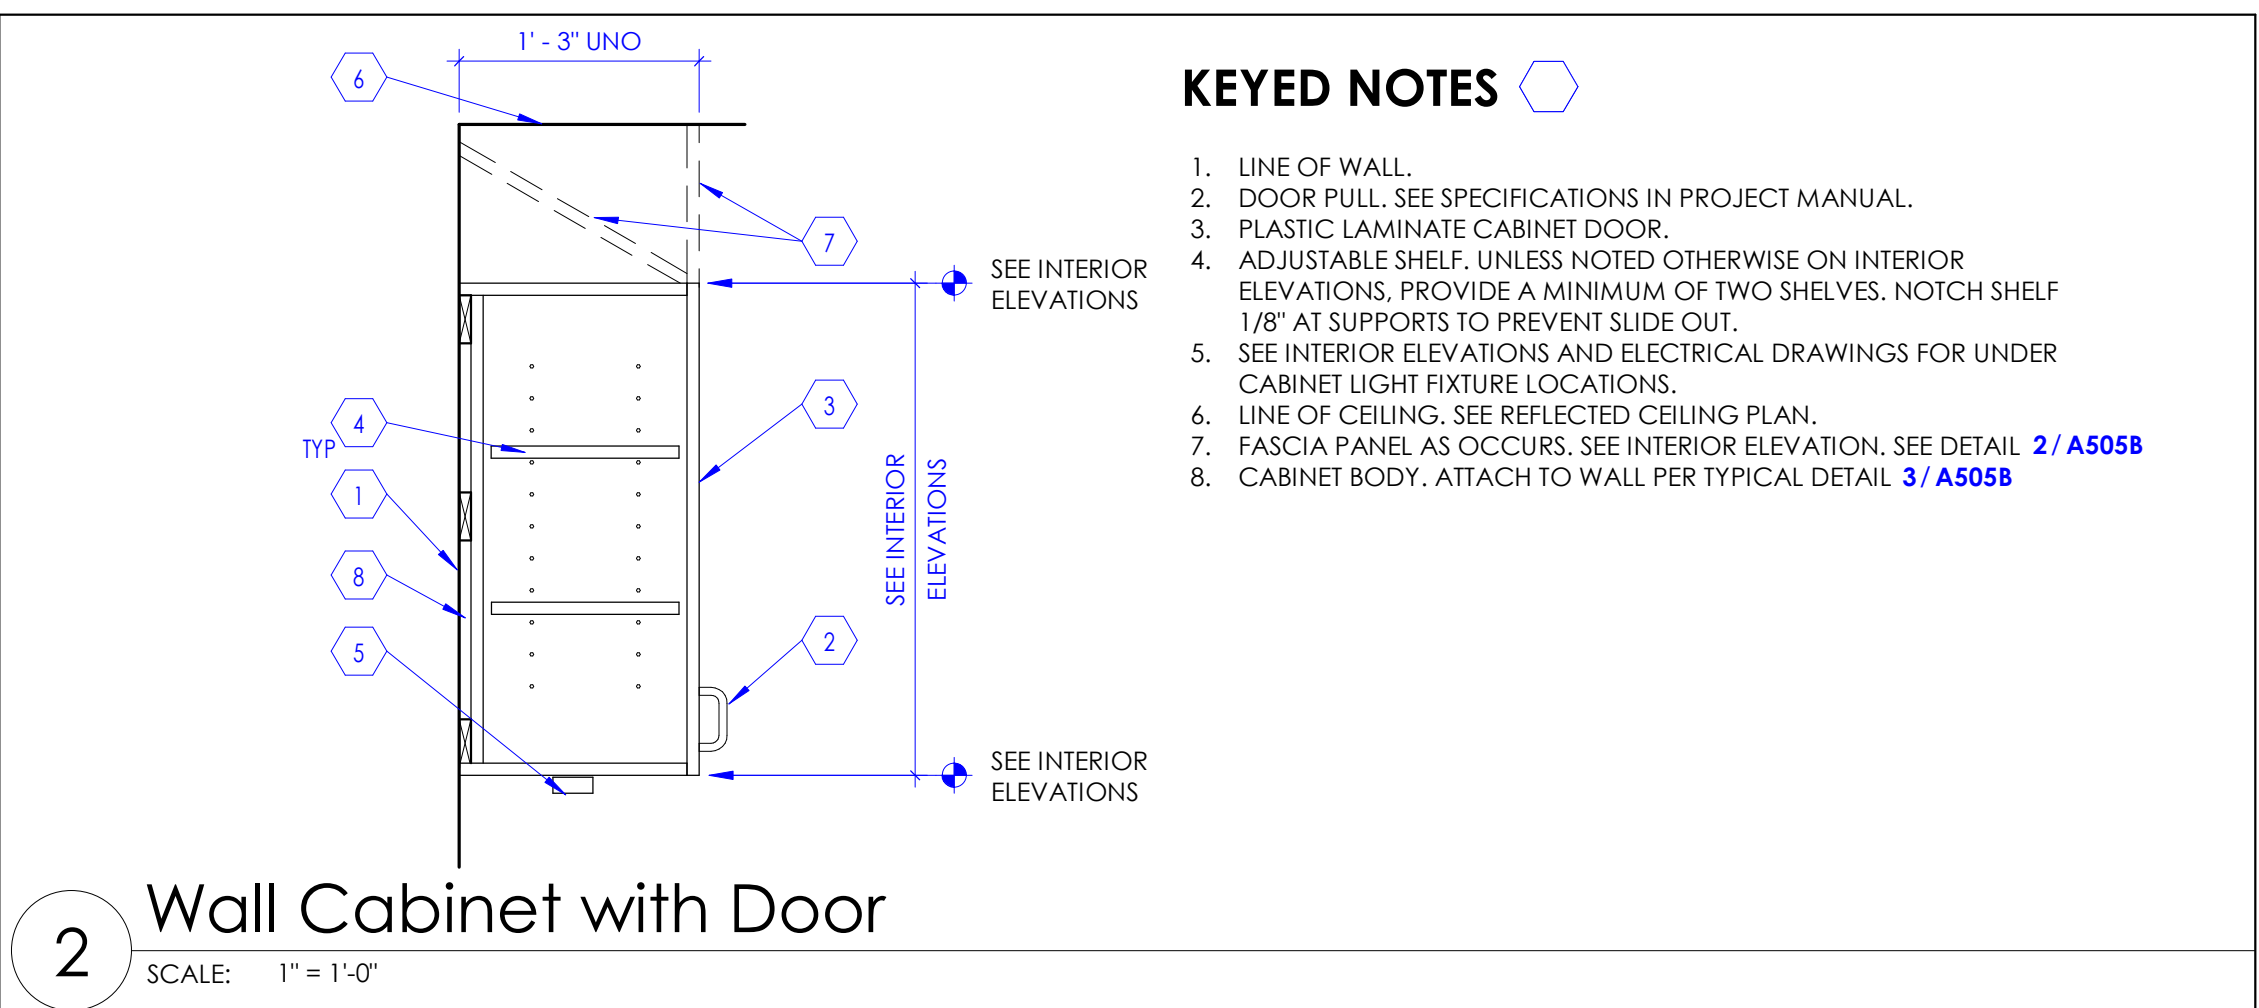 1' - 3" UNO
6
7
SEE INTERIOR
ELEVATIONS
3
4
TYP
1
8
5
2
SEE INTERIOR
ELEVATIONS
SEE INTERIOR
ELEVATIONS
KEYED NOTES
1. LINE OF WALL.
2. DOOR PULL. SEE SPECIFICATIONS IN PROJECT MANUAL.
3. PLASTIC LAMINATE CABINET DOOR.
4. ADJUSTABLE SHELF. UNLESS NOTED OTHERWISE ON INTERIOR
ELEVATIONS, PROVIDE A MINIMUM OF TWO SHELVES. NOTCH SHELF
1/8" AT SUPPORTS TO PREVENT SLIDE OUT.
5. SEE INTERIOR ELEVATIONS AND ELECTRICAL DRAWINGS FOR UNDER
CABINET LIGHT FIXTURE LOCATIONS.
6. LINE OF CEILING. SEE REFLECTED CEILING PLAN.
7. FASCIA PANEL AS OCCURS. SEE INTERIOR ELEVATION. SEE DETAIL 2/A505B
8. CABINET BODY. ATTACH TO WALL PER TYPICAL DETAIL 3/A505B
2
Wall Cabinet with Door
SCALE: 1" = 1'-0"